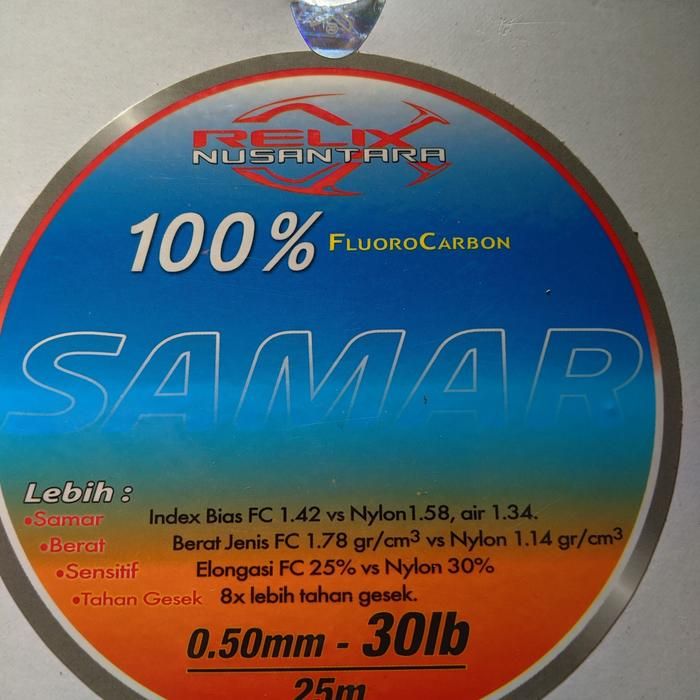 RELIX
NUSANTARA
100% FLUOROCARBON
SAMAR
Lebih :
•Samar Index Bias FC 1.42 vs Nylon1.58, air 1.34.
•Berat Berat Jenis FC 1.78 gr/cm³ vs Nylon 1.14 gr/cm³
•Sensitif Elongasi FC 25% vs Nylon 30%
•Tahan Gesek 8x lebih tahan gesek.
0.50mm - 30lb
25m